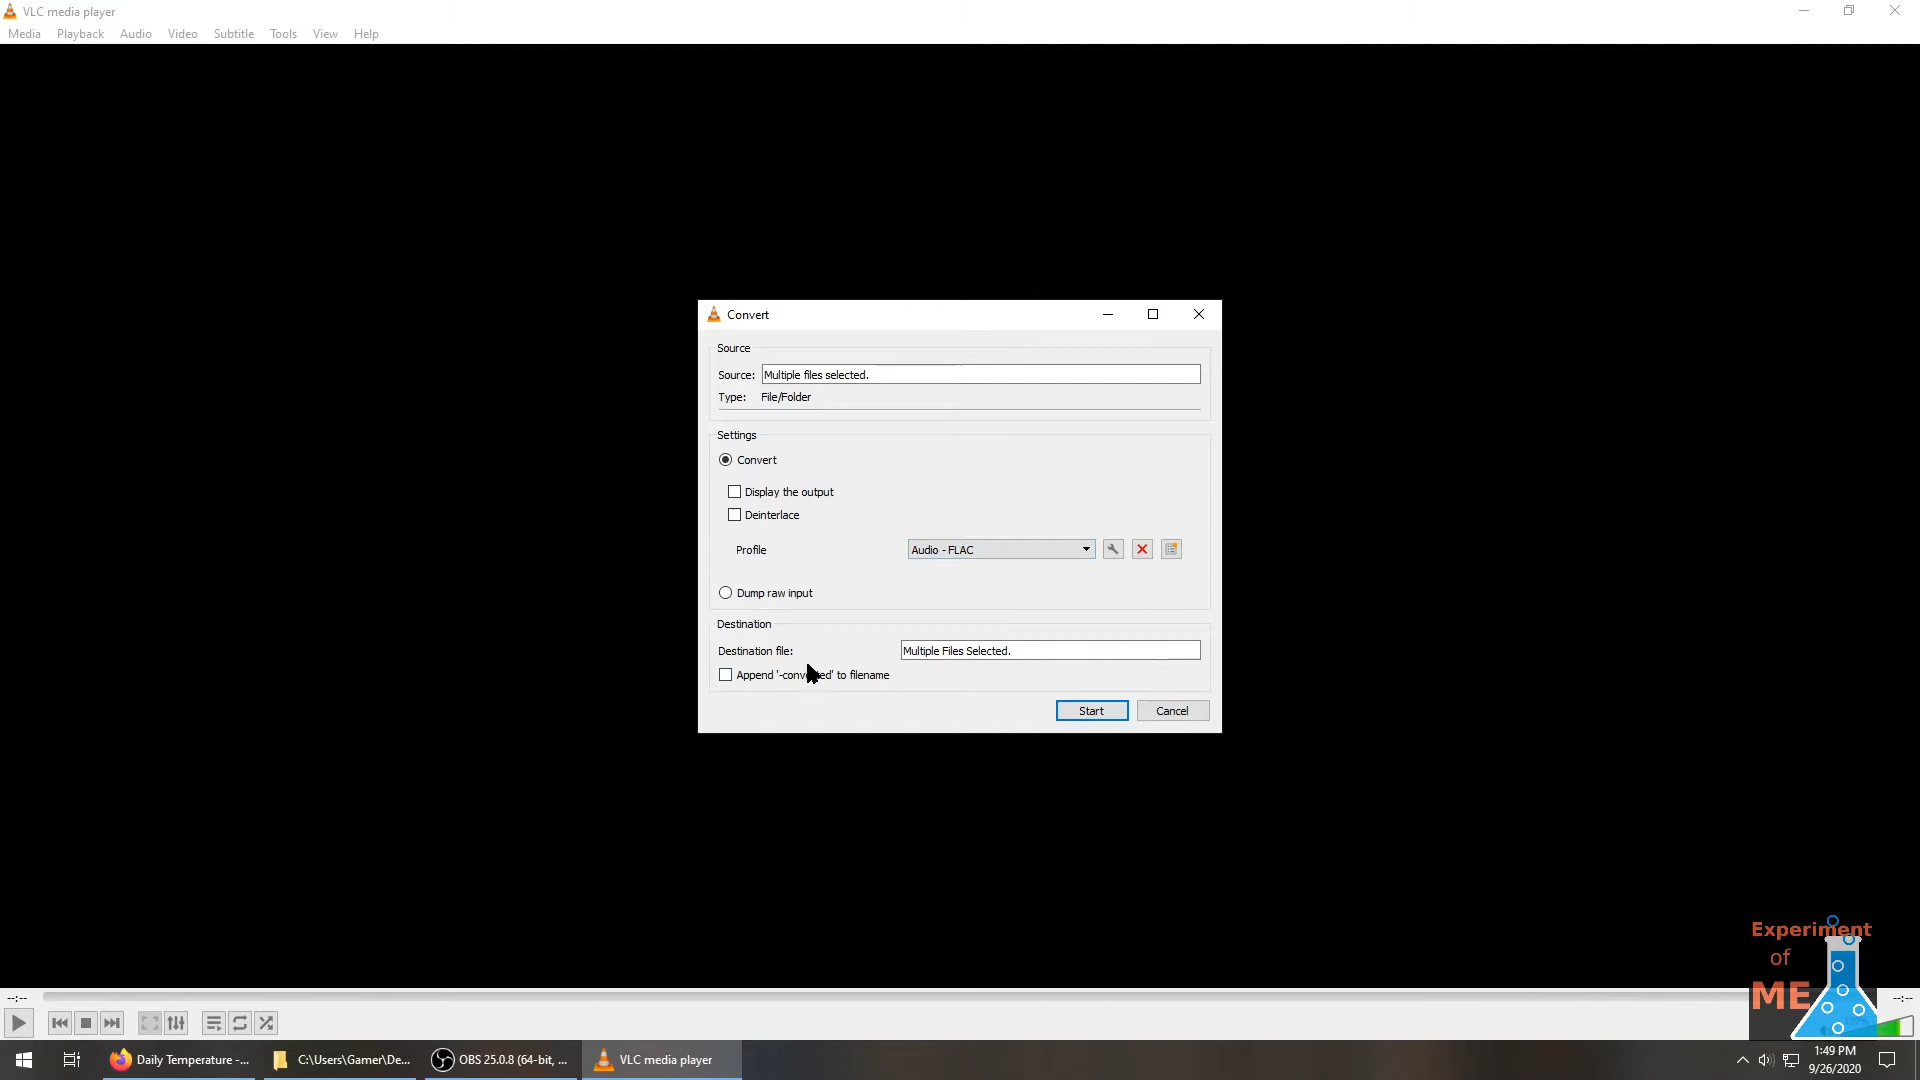 VLC media player
Media Playback Audio Video Subtitle Tools View Help
Convert
Source
Source: Multiple files selected.
Type: File/Folder
Settings
Convert
Display the output
Deinterlace
Profile Audio - FLAC
Dump raw input
Destination
Destination file: Multiple Files Selected.
Append '-conv ed' to filename
Start Cancel
Experiment
of
ME
--:-- --:--
Daily Temperature -... C:\Users\Gamer\De... OBS 25.0.8 (64-bit, ... VLC media player
1:49 PM
9/26/2020